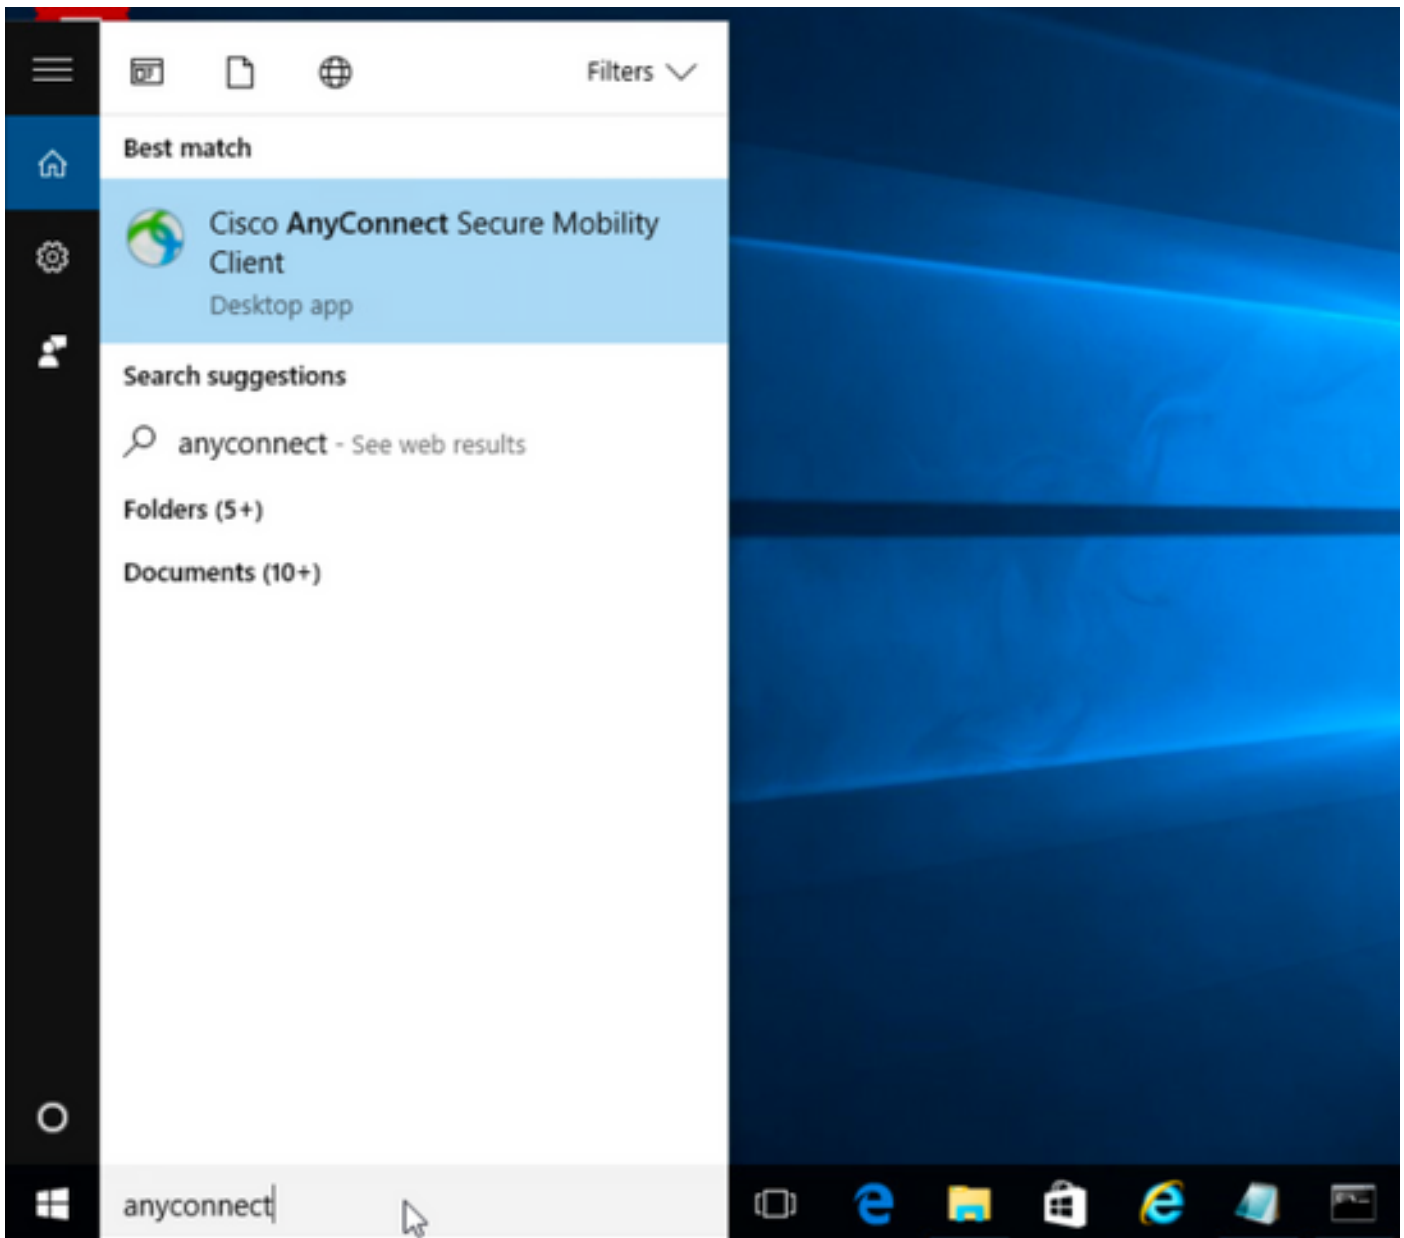 Filters
Best match
Cisco AnyConnect Secure Mobility
Client
Desktop app
Search suggestions
anyconnect - See web results
Folders (5+)
Documents (10+)
anyconnect